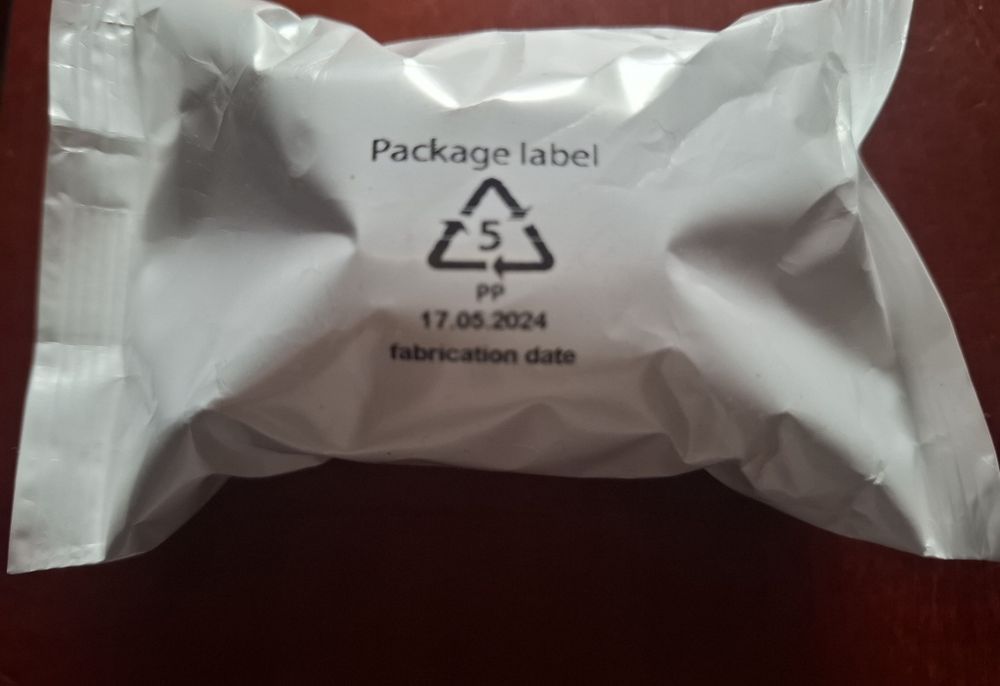 Package label
5
PP
17.05.2024
fabrication date